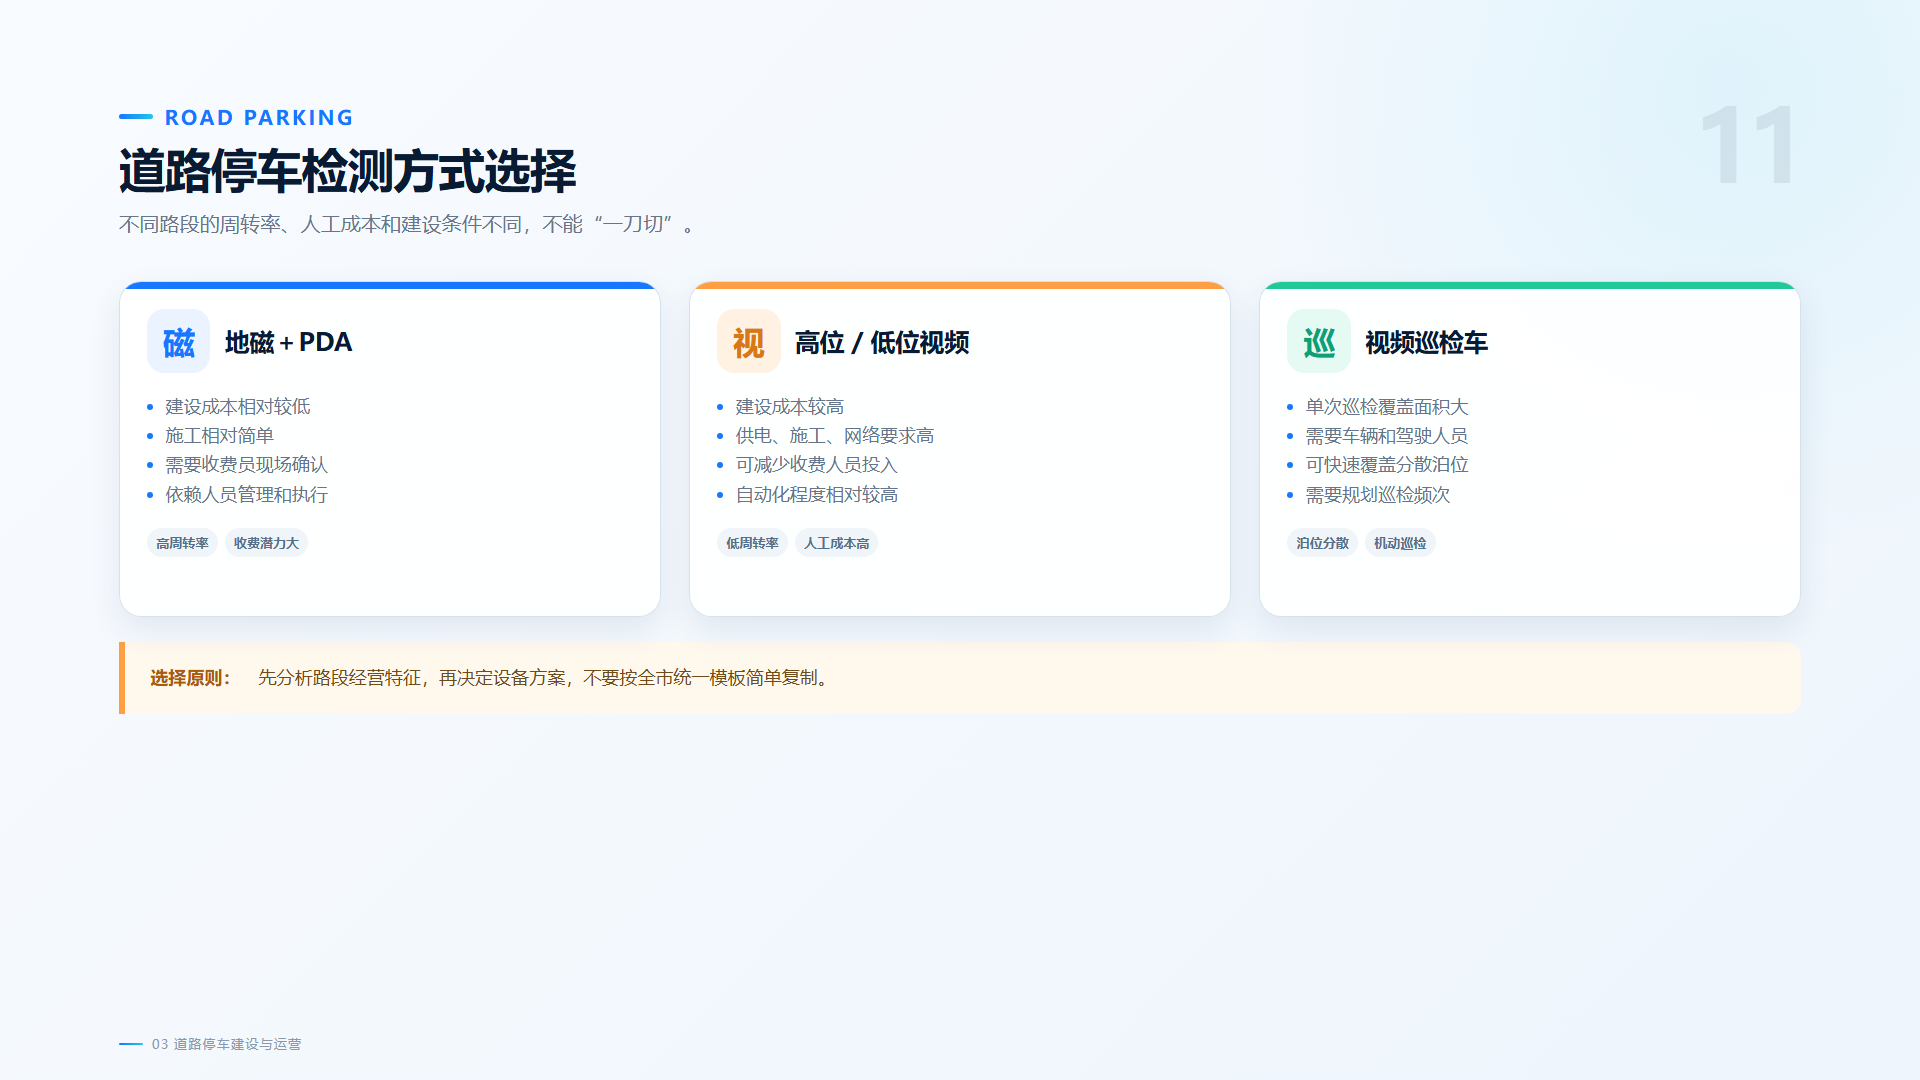 ROAD PARKING
11
道路停车检测方式选择
不同路段的周转率、人工成本和建设条件不同，不能“一刀切”。
磁
地磁 + PDA
建设成本相对较低
施工相对简单
需要收费员现场确认
依赖人员管理和执行
高周转率
收费潜力大
视
高位 / 低位视频
建设成本较高
供电、施工、网络要求高
可减少收费人员投入
自动化程度相对较高
低周转率
人工成本高
巡
视频巡检车
单次巡检覆盖面积大
需要车辆和驾驶人员
可快速覆盖分散泊位
需要规划巡检频次
泊位分散
机动巡检
选择原则： 先分析路段经营特征，再决定设备方案，不要按全市统一模板简单复制。
03 道路停车建设与运营